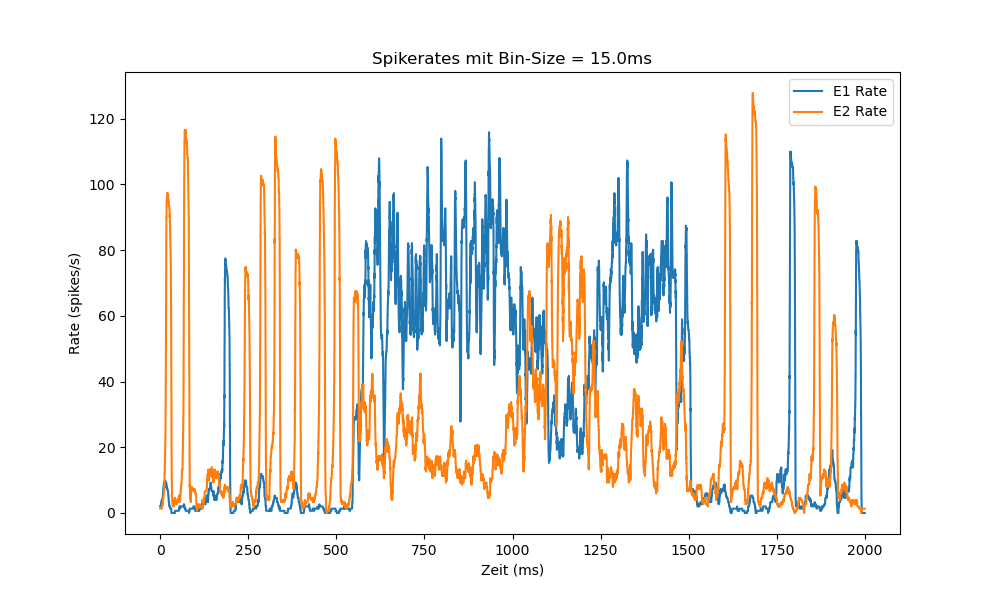 Spikerates mit Bin-Size = 15.0ms
E1 Rate
E2 Rate
120
100
80
60
40
20
0
Rate (spikes/s)
0 250 500 750 1000 1250 1500 1750 2000
Zeit (ms)